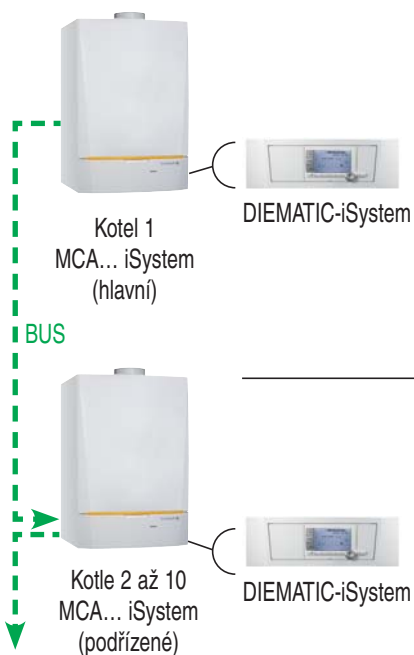 Kotel 1
MCA... iSystem
(hlavní)
DIEMATIC-iSystem
BUS
Kotle 2 až 10
MCA... iSystem
(podřízené)
DIEMATIC-iSystem